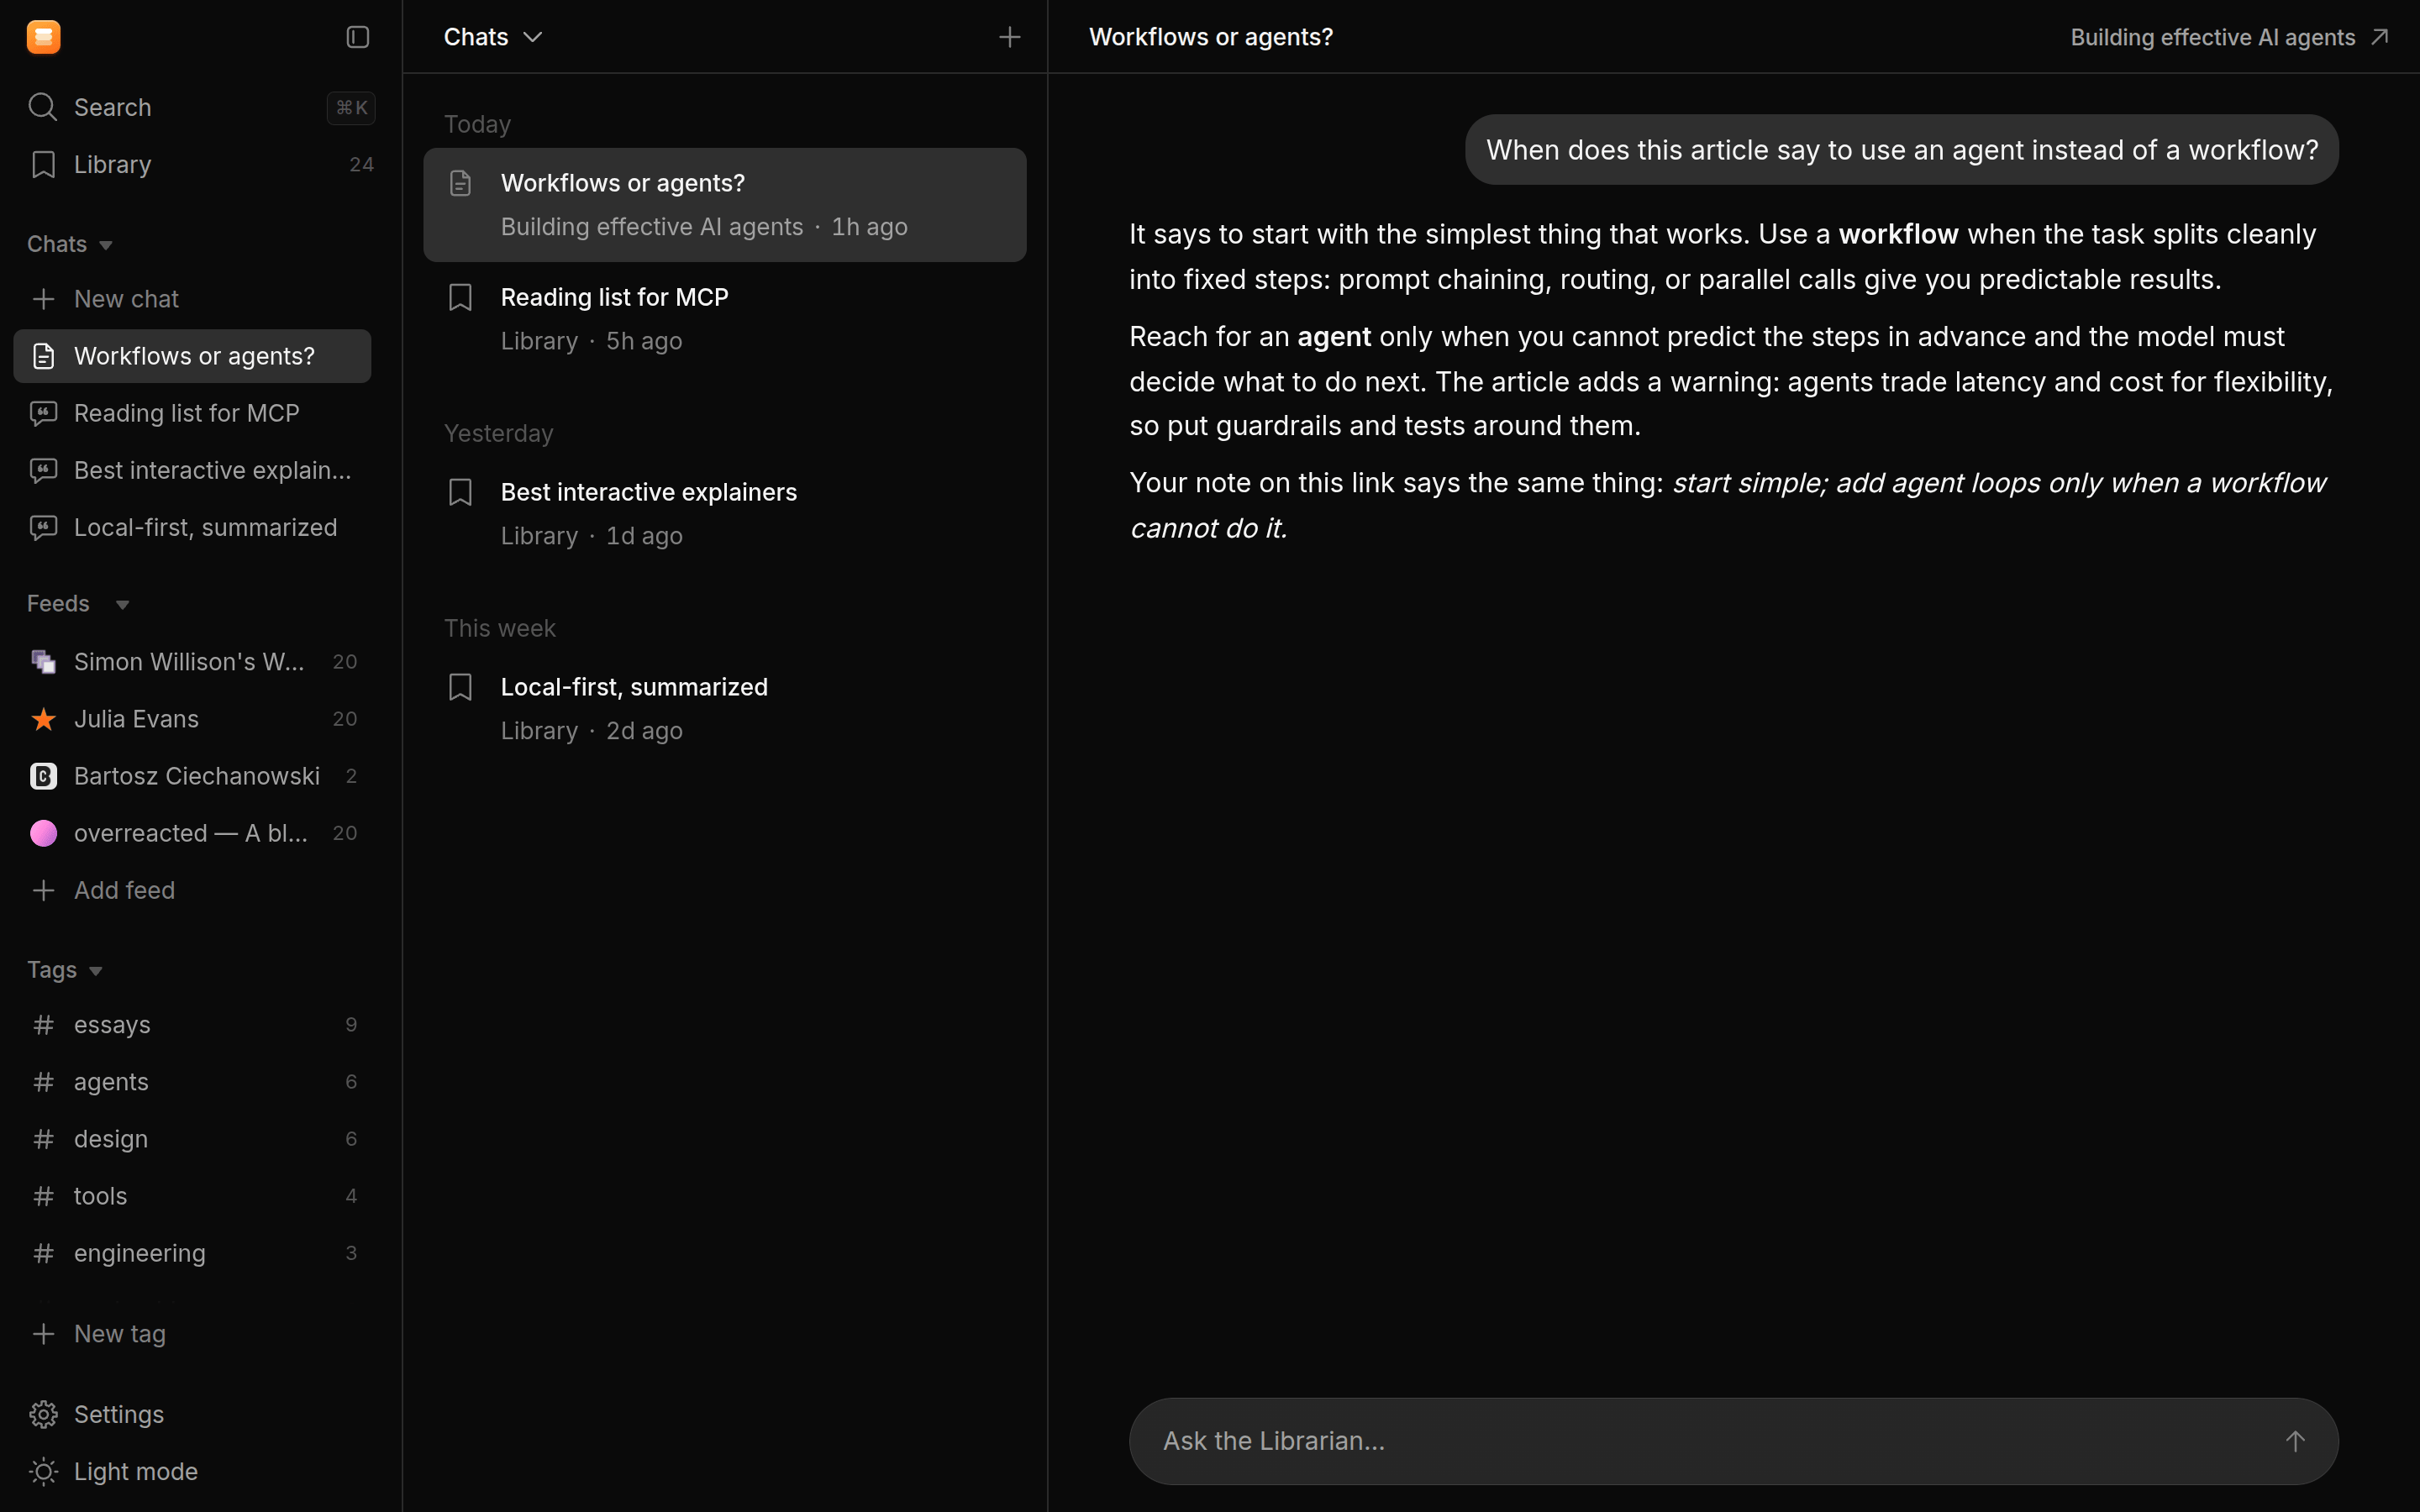 Search ⌘K
Library 24
Chats
New chat
Workflows or agents?
Reading list for MCP
Best interactive explain...
Local-first, summarized
Feeds
Simon Willison's W... 20
Julia Evans 20
Bartosz Ciechanowski 2
overreacted — A bl... 20
Add feed
Tags
# essays 9
# agents 6
# design 6
# tools 4
# engineering 3
New tag
Settings
Light mode
Chats
Today
Workflows or agents?
Building effective AI agents · 1h ago
Reading list for MCP
Library · 5h ago
Yesterday
Best interactive explainers
Library · 1d ago
This week
Local-first, summarized
Library · 2d ago
Workflows or agents?
Building effective AI agents
When does this article say to use an agent instead of a workflow?
It says to start with the simplest thing that works. Use a workflow when the task splits cleanly
into fixed steps: prompt chaining, routing, or parallel calls give you predictable results.
Reach for an agent only when you cannot predict the steps in advance and the model must
decide what to do next. The article adds a warning: agents trade latency and cost for flexibility,
so put guardrails and tests around them.
Your note on this link says the same thing: start simple; add agent loops only when a workflow
cannot do it.
Ask the Librarian...